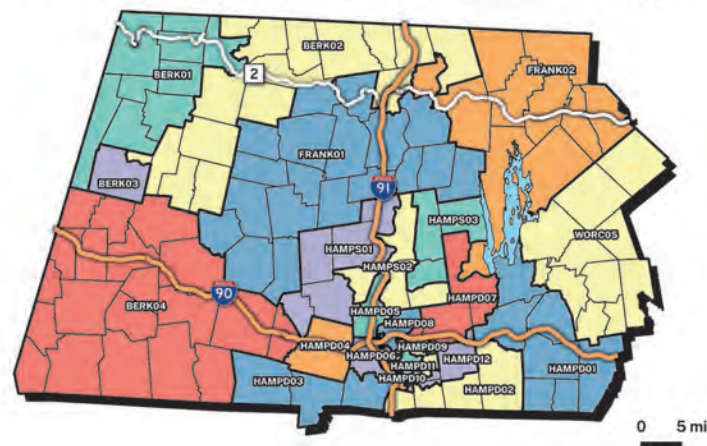 BERK02
BERK01
2
FRANK02
FRANK01
BERK03
91
HAMPS03
WORC05
HAMPS01
HAMPS02
90
BERK04
HAMPD07
HAMPD05
HAMPD08
HAMPD04
HAMPD09
HAMPD06
HAMPD12
HAMPD11
HAMPD01
HAMPD03
HAMPD10
HAMPD02
0 5 mi